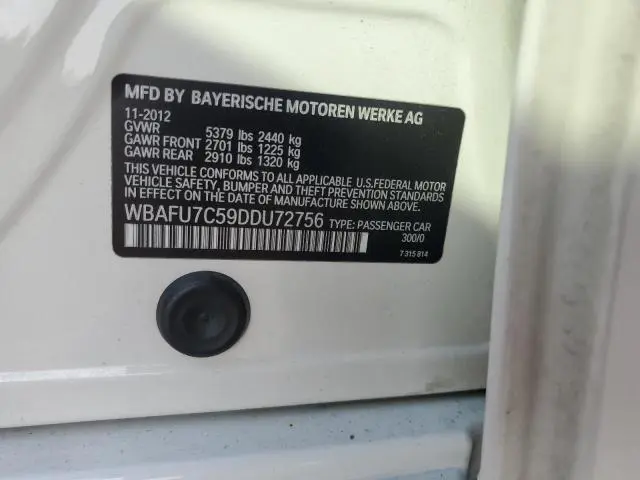 MFD BY BAYERISCHE MOTOREN WERKE AG
11-2012
GVWR 5379 lbs 2440 kg
GAWR FRONT 2701 lbs 1225 kg
GAWR REAR 2910 lbs 1320 kg
THIS VEHICLE CONFORMS TO ALL APPLICABLE U.S.FEDERAL MOTOR
VEHICLE SAFETY, BUMPER AND THEFT PREVENTION STANDARDS
IN EFFECT ON THE DATE OF MANUFACTURE SHOWN ABOVE.
WBAFU7C59DDU72756 TYPE: PASSENGER CAR
300/0
7 315 814